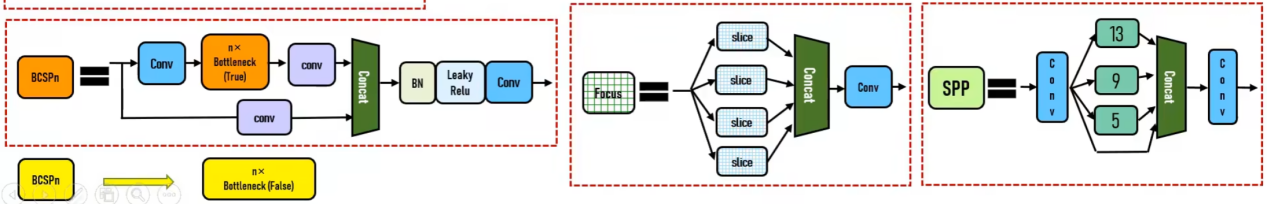 BCSPn
Conv
n×
Bottleneck
(True)
conv
conv
Concat
BN
Leaky
Relu
Conv
BCSPn
n×
Bottleneck (False)
Focus
slice
slice
slice
slice
Concat
Conv
SPP
Conv
13
9
5
Concat
Conv